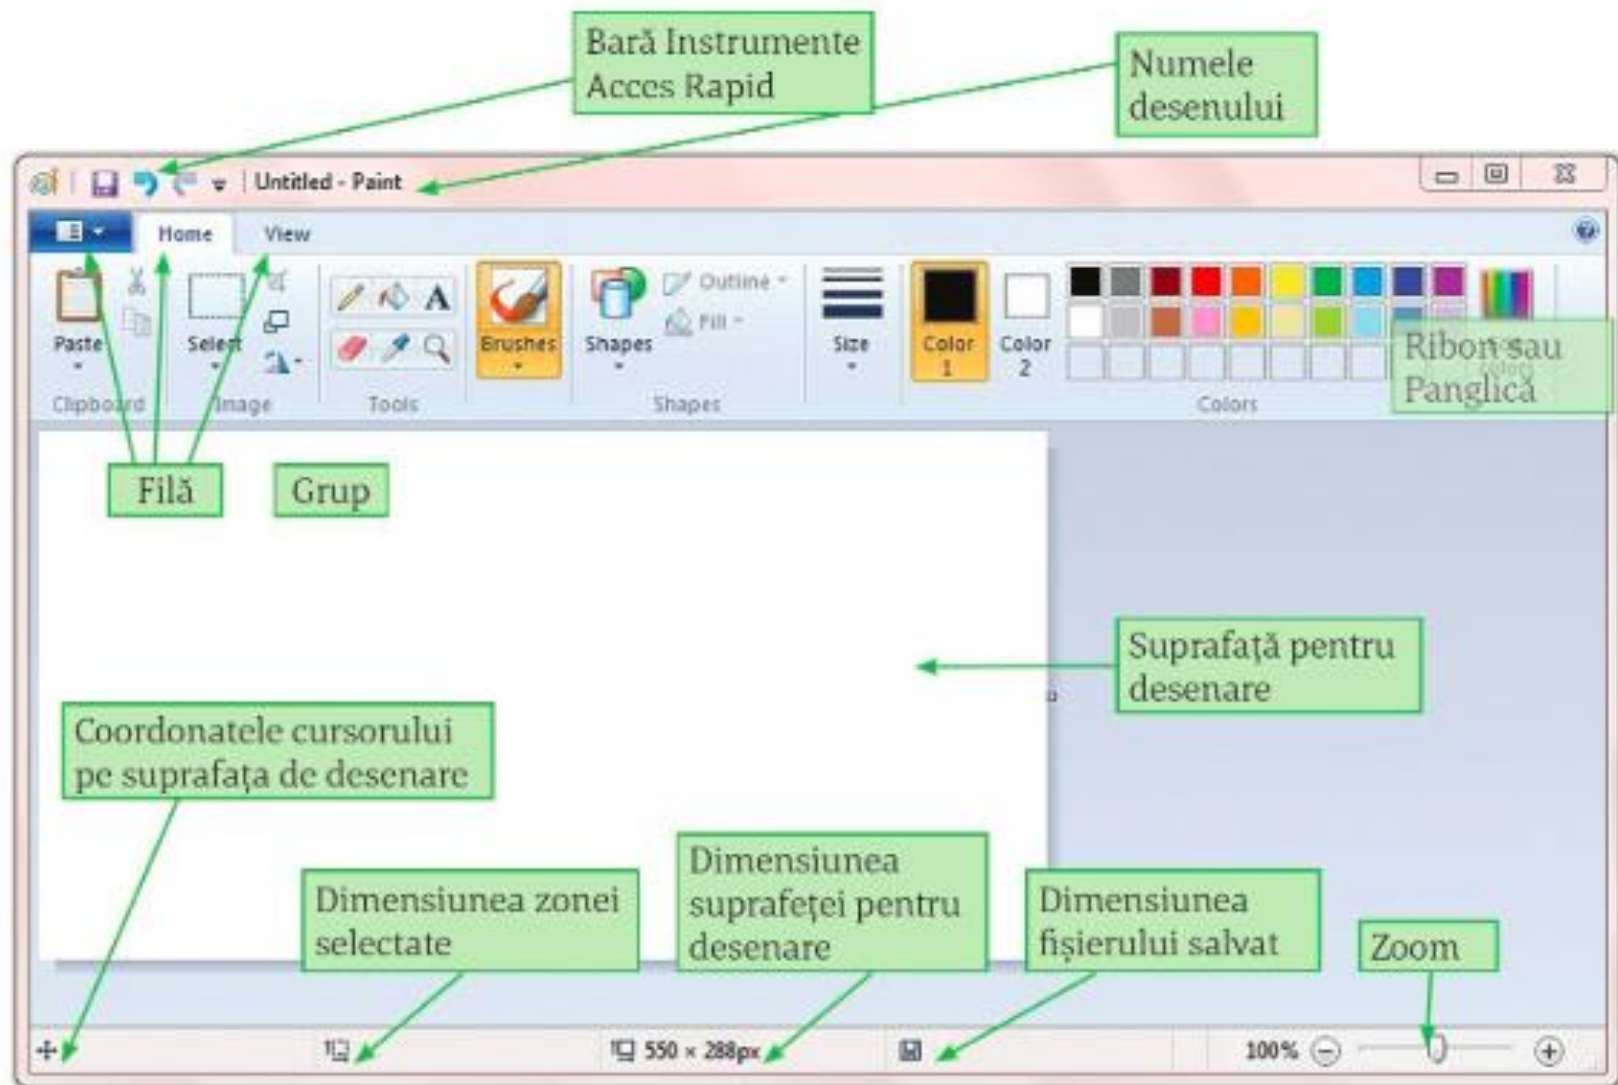 Bară Instrumente
Acces Rapid
Numele
desenului
Untitled - Paint
Home View
Outline
Fill
Paste
Select
Brushes
Shapes
Size
Color
1
Color
2
Ribon sau
Panglică
Clipboard
Image
Tools
Shapes
Colors
Filă
Grup
Suprafață pentru
desenare
Coordonatele cursorului
pe suprafața de desenare
Dimensiunea zonei
selectate
Dimensiunea
suprafeței pentru
desenare
Dimensiunea
fișierului salvat
Zoom
550 × 288px
100%